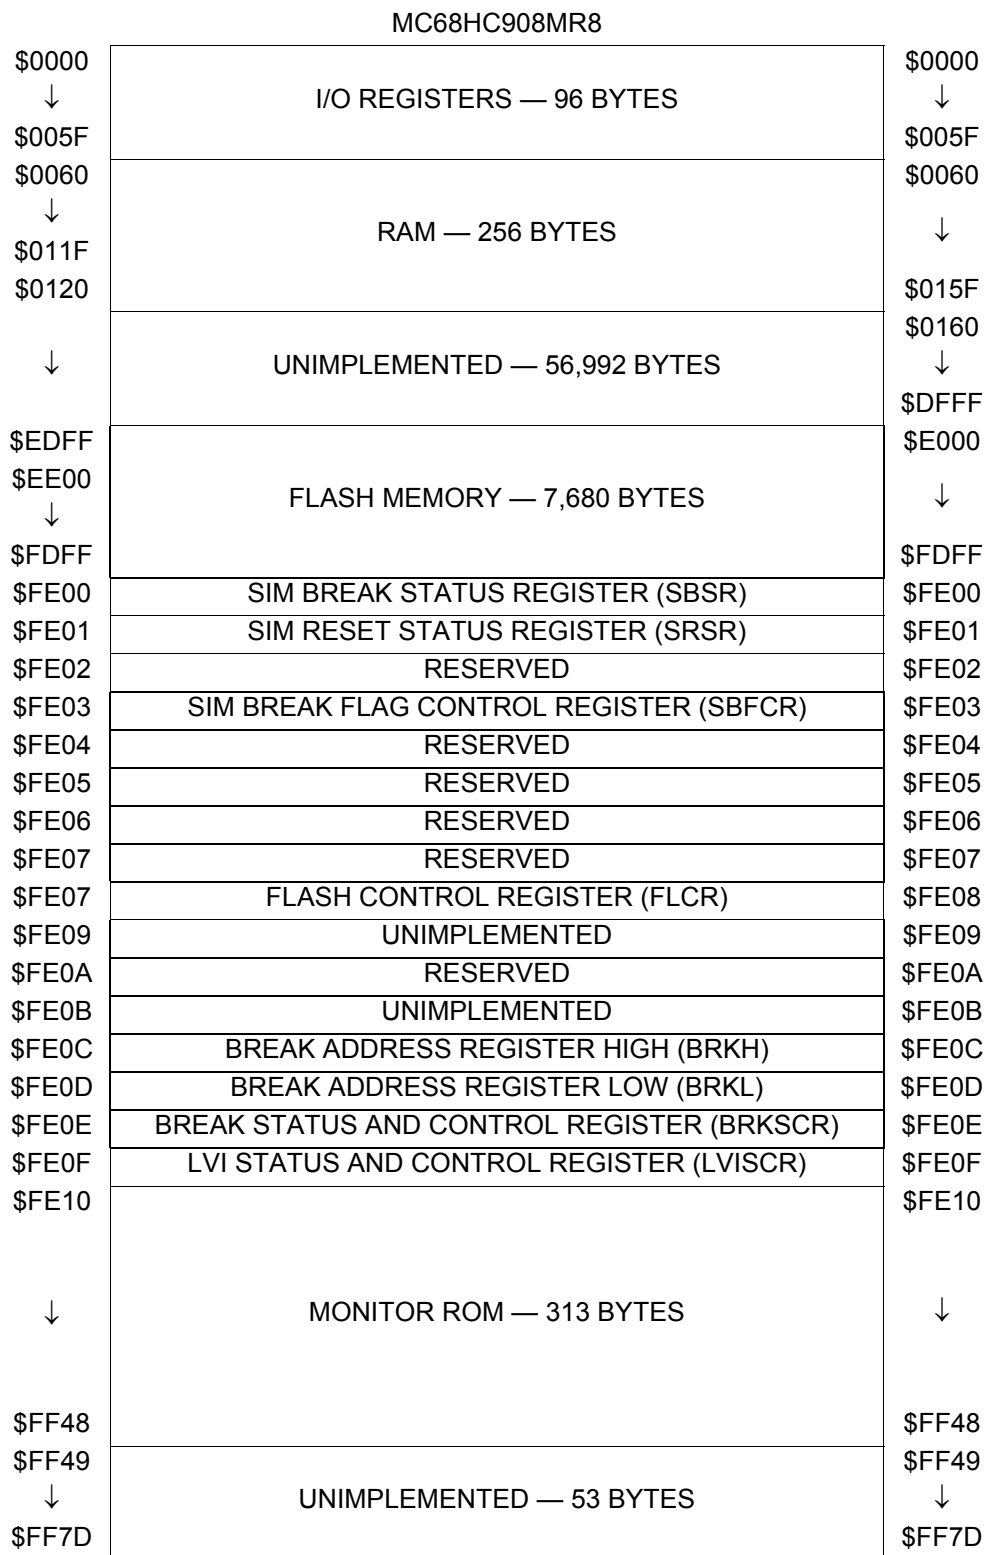 MC68HC908MR8
$0000 $0000
↓ I/O REGISTERS — 96 BYTES ↓
$005F $005F
$0060 $0060
↓
RAM — 256 BYTES ↓
$011F
$0120 $015F
$0160
↓ UNIMPLEMENTED — 56,992 BYTES ↓
$DFFF
$EDFF $E000
$EE00
FLASH MEMORY — 7,680 BYTES ↓
↓
$FDFF $FDFF
$FE00 SIM BREAK STATUS REGISTER (SBSR) $FE00
$FE01 SIM RESET STATUS REGISTER (SRSR) $FE01
$FE02 RESERVED $FE02
$FE03 SIM BREAK FLAG CONTROL REGISTER (SBFCR) $FE03
$FE04 RESERVED $FE04
$FE05 RESERVED $FE05
$FE06 RESERVED $FE06
$FE07 RESERVED $FE07
$FE07 FLASH CONTROL REGISTER (FLCR) $FE08
$FE09 UNIMPLEMENTED $FE09
$FE0A RESERVED $FE0A
$FE0B UNIMPLEMENTED $FE0B
$FE0C BREAK ADDRESS REGISTER HIGH (BRKH) $FE0C
$FE0D BREAK ADDRESS REGISTER LOW (BRKL) $FE0D
$FE0E BREAK STATUS AND CONTROL REGISTER (BRKSCR) $FE0E
$FE0F LVI STATUS AND CONTROL REGISTER (LVISCR) $FE0F
$FE10 $FE10
↓ MONITOR ROM — 313 BYTES ↓
$FF48 $FF48
$FF49 $FF49
↓ UNIMPLEMENTED — 53 BYTES ↓
$FF7D $FF7D